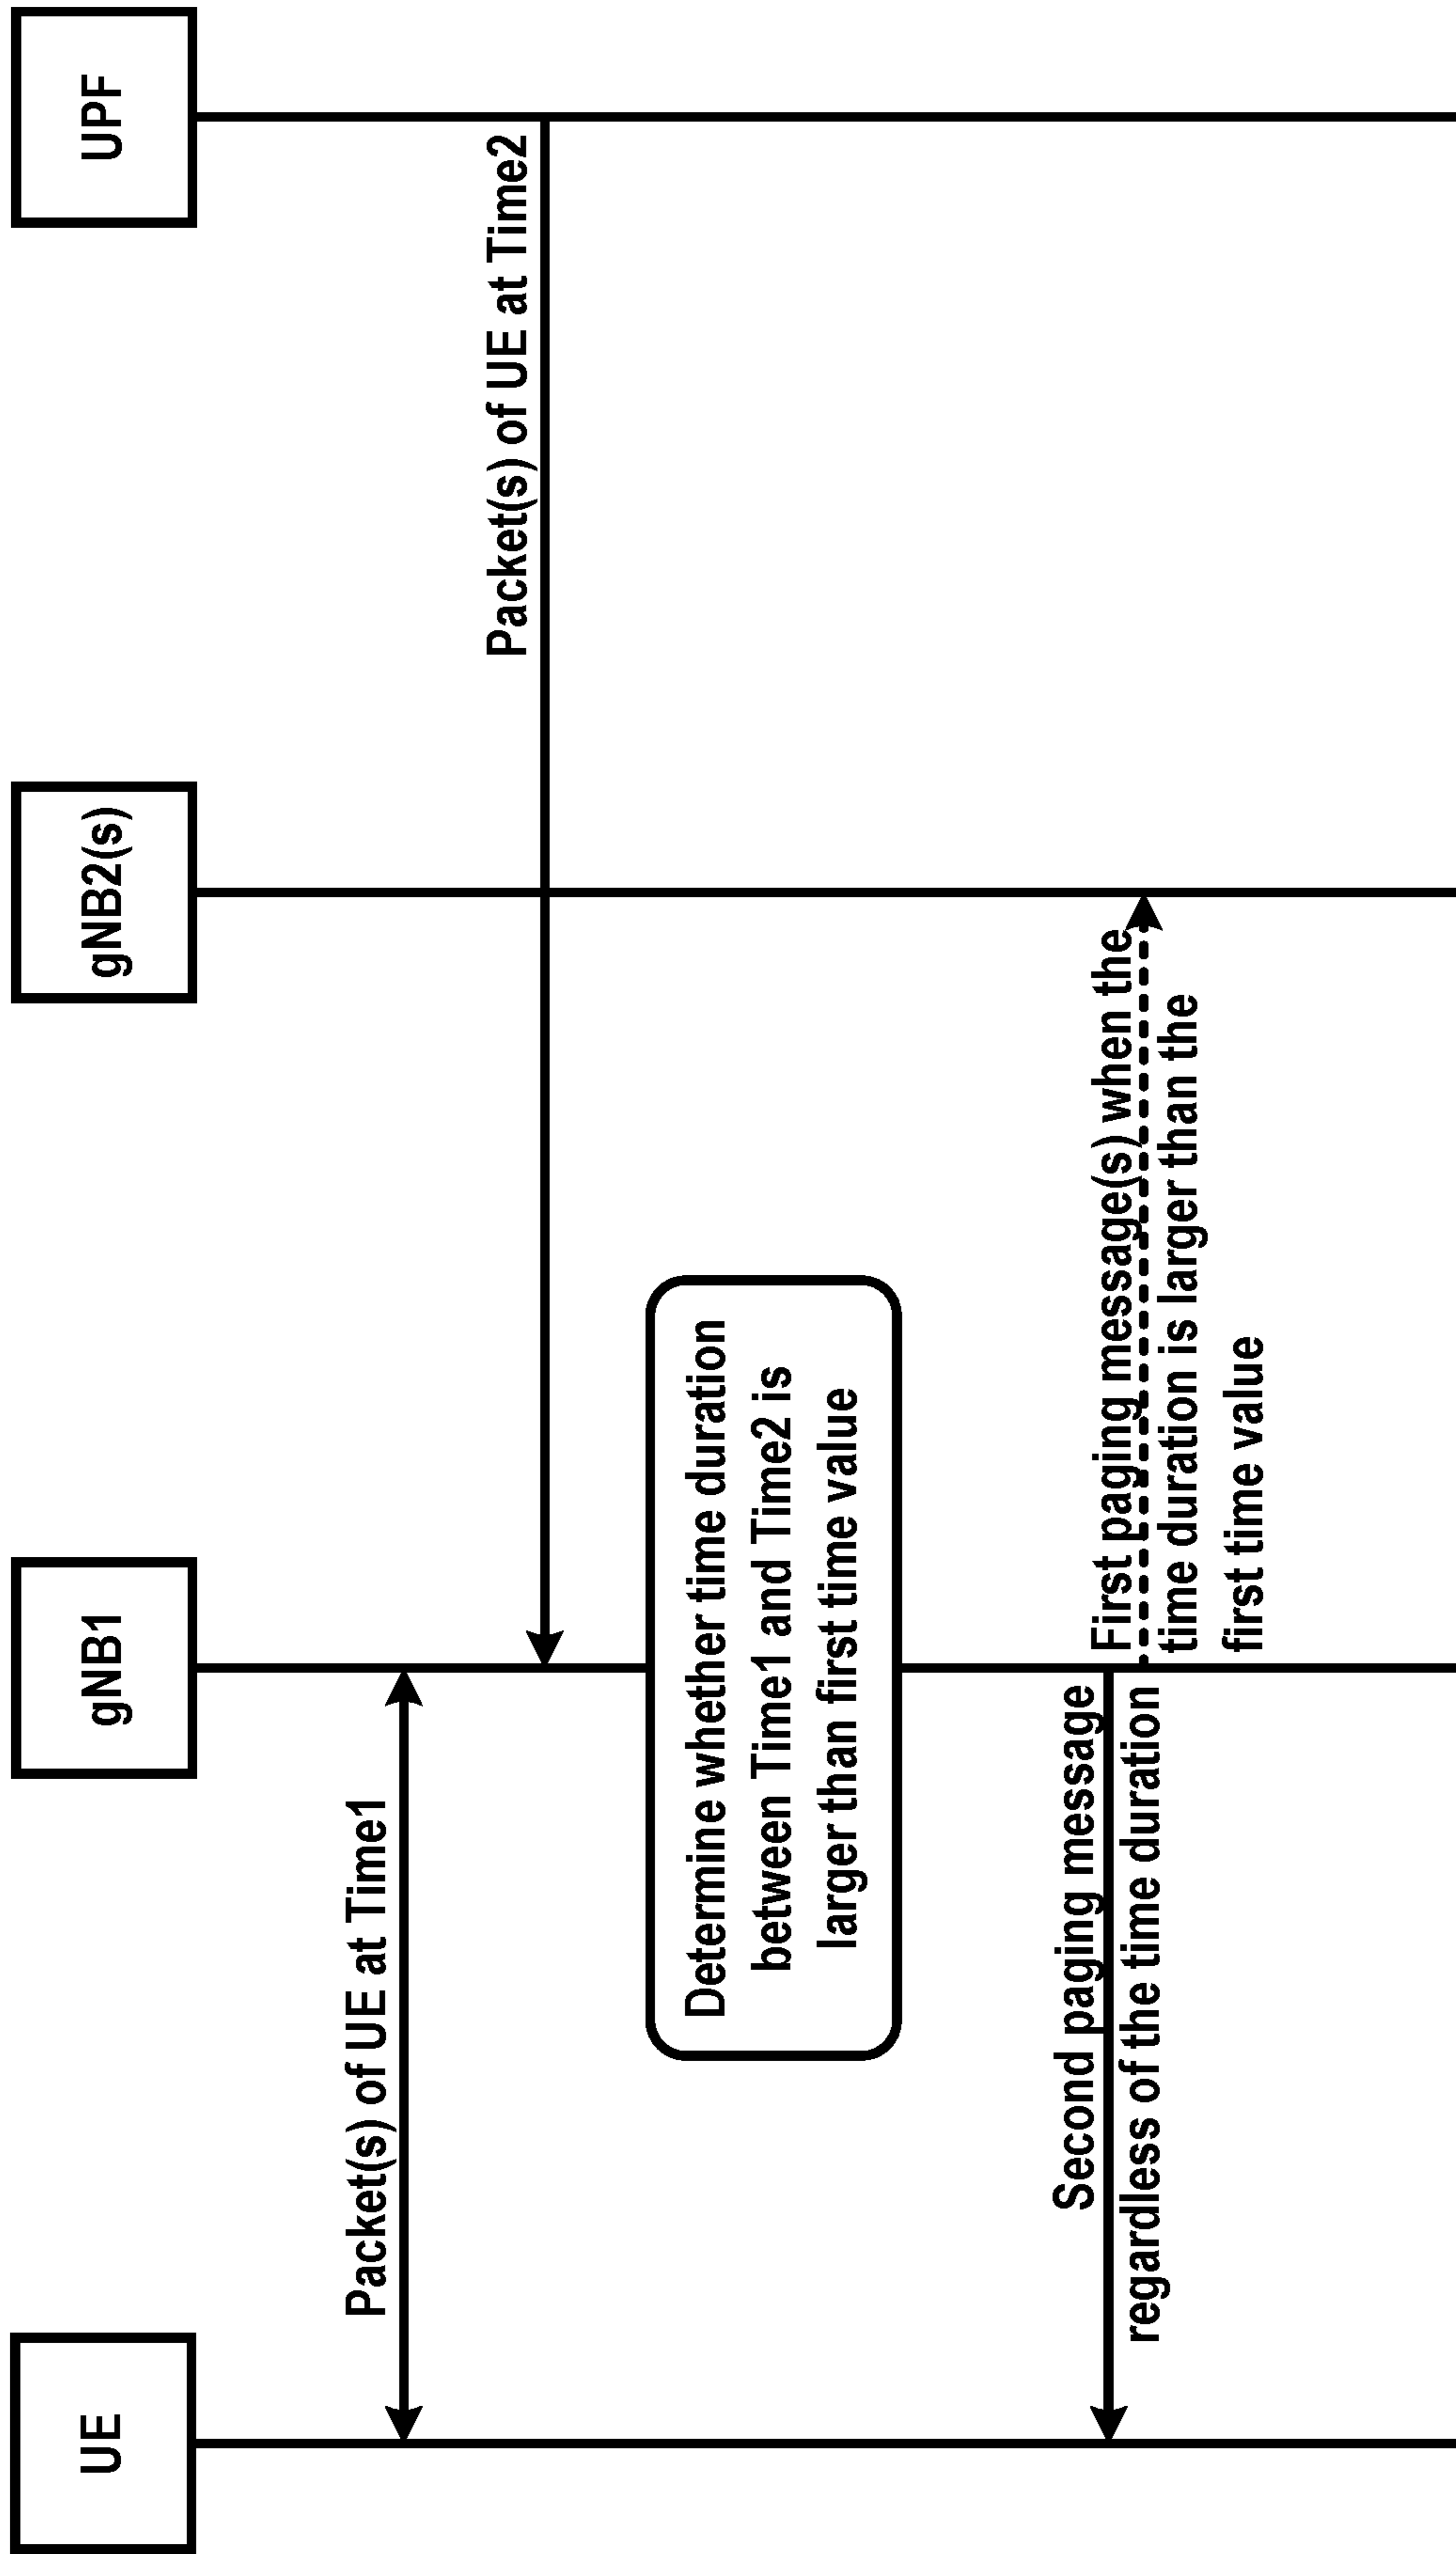 UE
gNB1
gNB2(s)
UPF
Packet(s) of UE at Time1
Packet(s) of UE at Time2
Determine whether time duration
between Time1 and Time2 is
larger than first time value
Second paging message
regardless of the time duration
First paging message(s) when the
time duration is larger than the
first time value